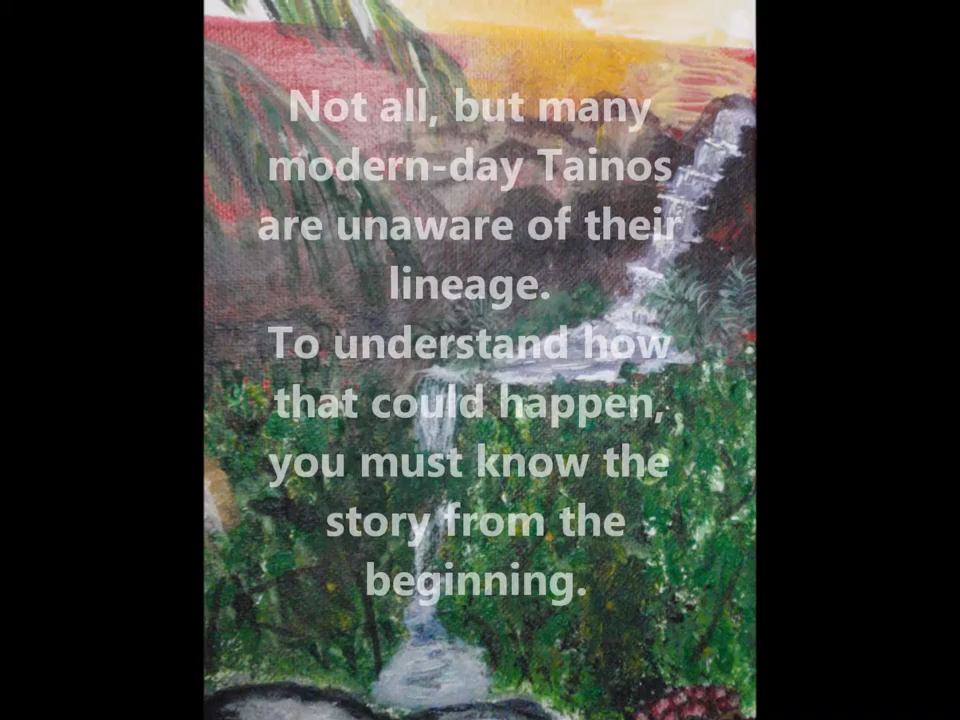 Not all, but many
modern-day Tainos
are unaware of their
lineage.
To understand how
that could happen,
you must know the
story from the
beginning.